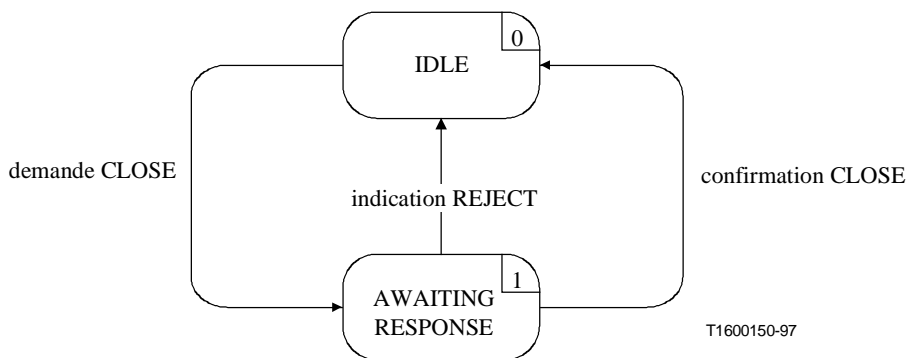 0
IDLE
demande CLOSE
confirmation CLOSE
indication REJECT
1
AWAITING
RESPONSE
T1600150-97